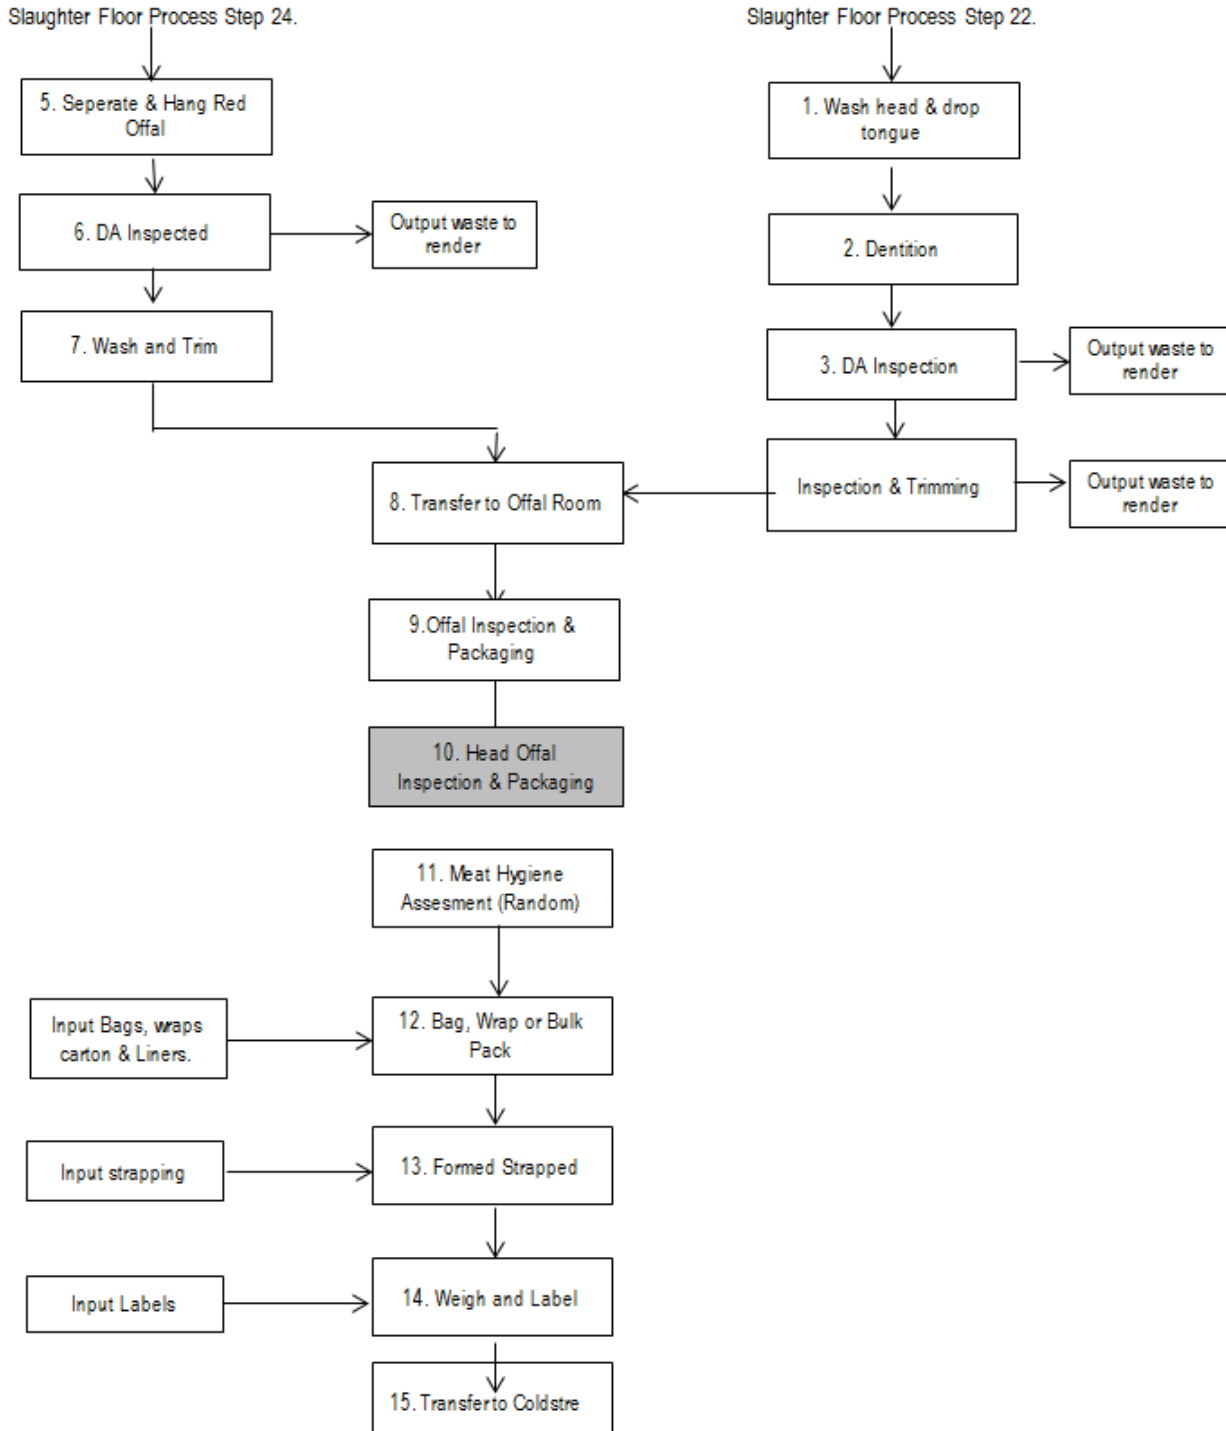 Slaughter Floor Process Step 24.
Slaughter Floor Process Step 22.
5. Seperate & Hang Red
Offal
1. Wash head & drop
tongue
6. DA Inspected
Output waste to
render
2. Dentition
7. Wash and Trim
3. DA Inspection
Output waste to
render
8. Transfer to Offal Room
Inspection & Trimming
Output waste to
render
9.Offal Inspection &
Packaging
10. Head Offal
Inspection & Packaging
11. Meat Hygiene
Assesment (Random)
Input Bags, wraps
carton & Liners.
12. Bag, Wrap or Bulk
Pack
Input strapping
13. Formed Strapped
Input Labels
14. Weigh and Label
15. Transfer to Coldstre